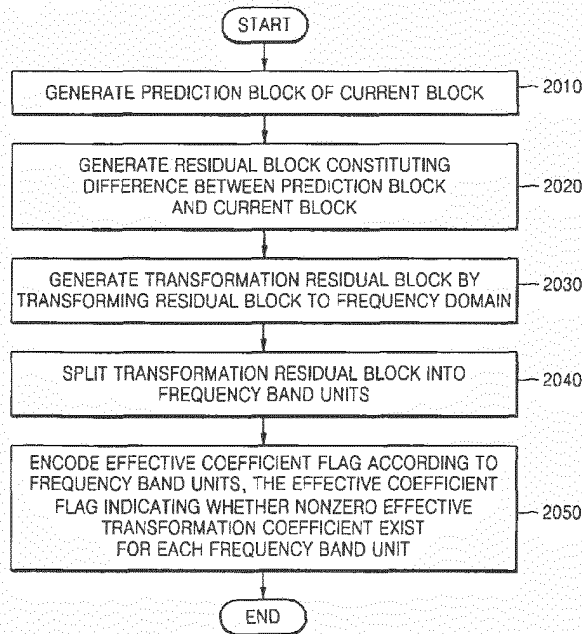 START
GENERATE PREDICTION BLOCK OF CURRENT BLOCK
2010
GENERATE RESIDUAL BLOCK CONSTITUTING
DIFFERENCE BETWEEN PREDICTION BLOCK
AND CURRENT BLOCK
2020
GENERATE TRANSFORMATION RESIDUAL BLOCK BY
TRANSFORMING RESIDUAL BLOCK TO FREQUENCY DOMAIN
2030
SPLIT TRANSFORMATION RESIDUAL BLOCK INTO
FREQUENCY BAND UNITS
2040
ENCODE EFFECTIVE COEFFICIENT FLAG ACCORDING TO
FREQUENCY BAND UNITS, THE EFFECTIVE COEFFICIENT
FLAG INDICATING WHETHER NONZERO EFFECTIVE
TRANSFORMATION COEFFICIENT EXIST
FOR EACH FREQUENCY BAND UNIT
2050
END